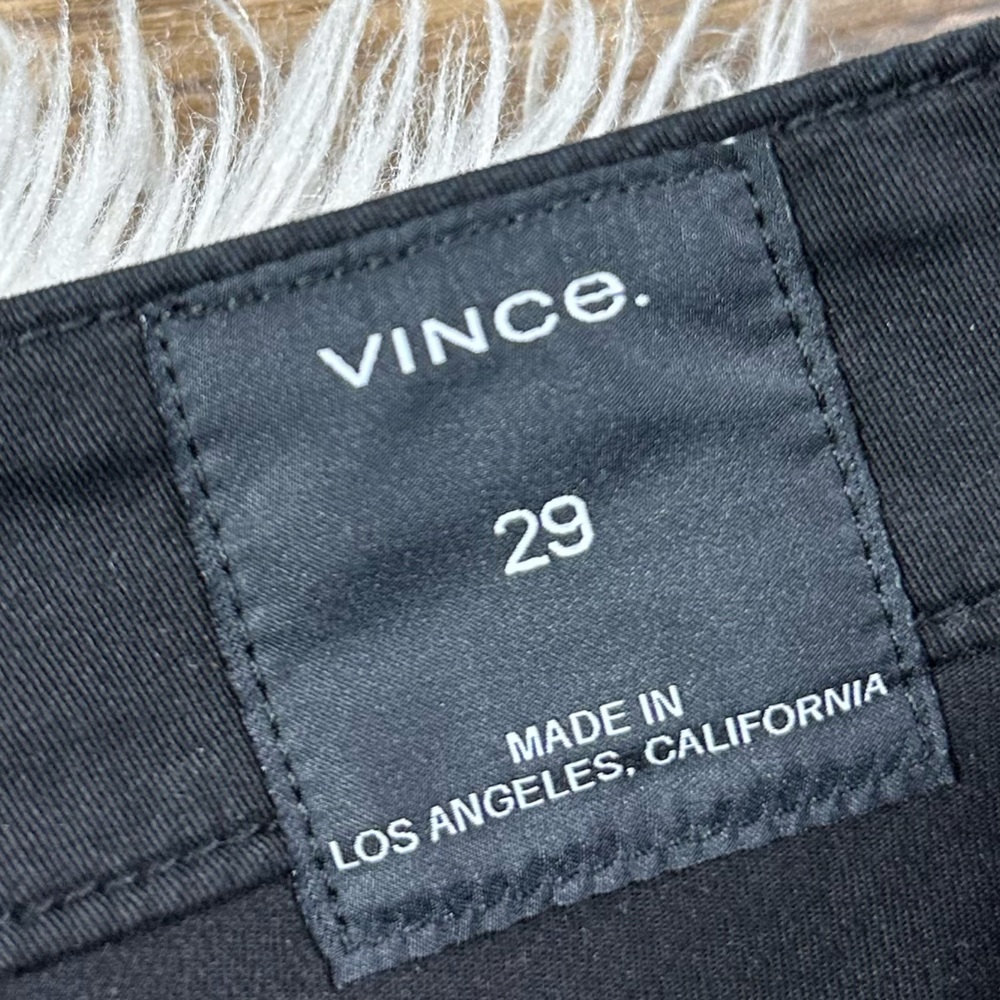 VINCe.
29
MADE IN
LOS ANGELES, CALIFORNIA